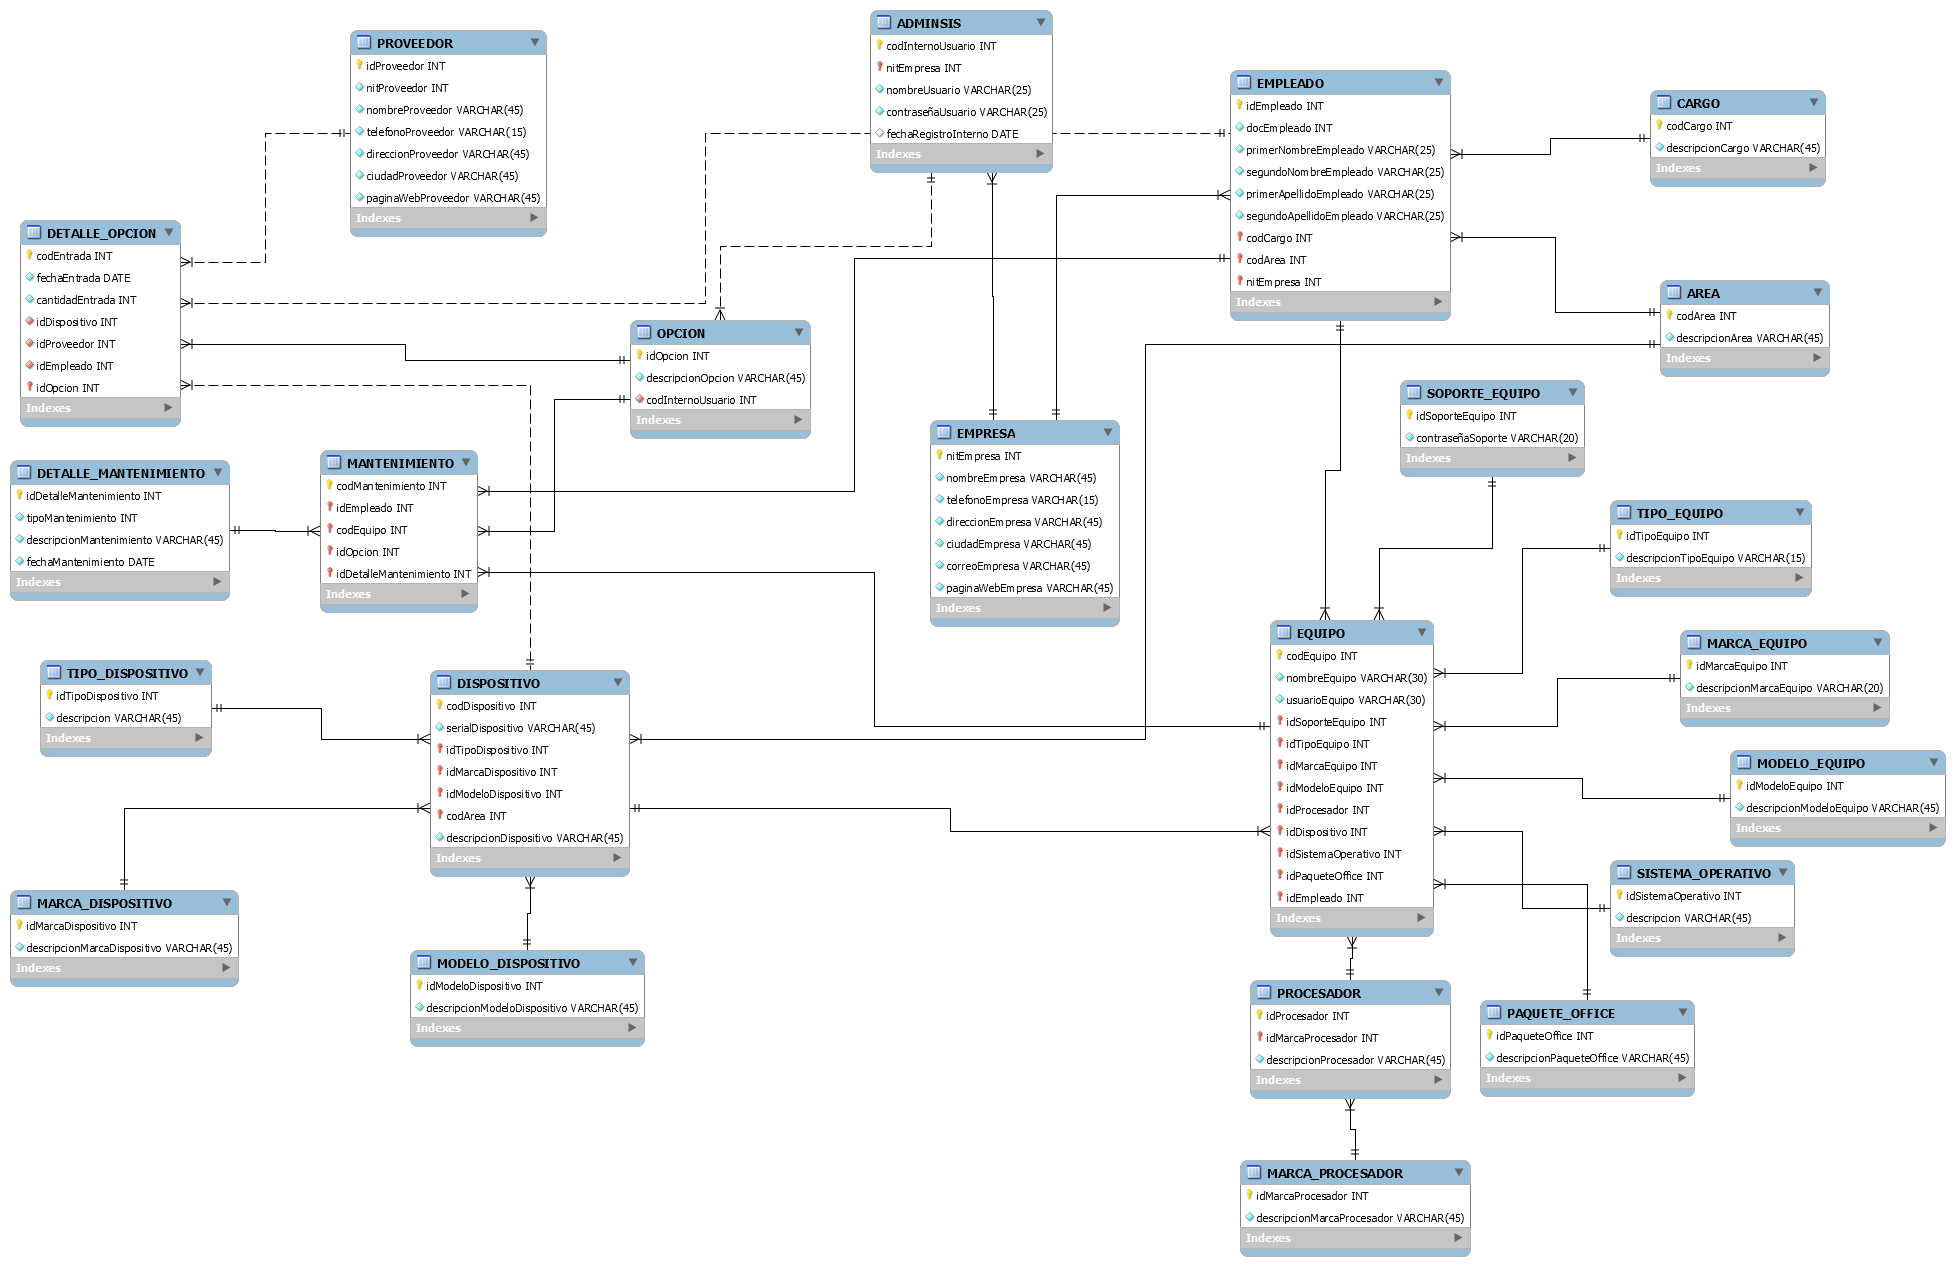 PROVEEDOR
idProveedor INT
nitProveedor INT
nombreProveedor VARCHAR(45)
telefonoProveedor VARCHAR(15)
direccionProveedor VARCHAR(45)
ciudadProveedor VARCHAR(45)
paginaWebProveedor VARCHAR(45)
Indexes
ADMINSIS
codInternoUsuario INT
nitEmpresa INT
nombreUsuario VARCHAR(25)
contraseñaUsuario VARCHAR(25)
fechaRegistroInterno DATE
Indexes
EMPLEADO
idEmpleado INT
docEmpleado INT
primerNombreEmpleado VARCHAR(25)
segundoNombreEmpleado VARCHAR(25)
primerApellidoEmpleado VARCHAR(25)
segundoApellidoEmpleado VARCHAR(25)
codCargo INT
codArea INT
nitEmpresa INT
Indexes
CARGO
codCargo INT
descripcionCargo VARCHAR(45)
Indexes
DETALLE_OPCION
codEntrada INT
fechaEntrada DATE
cantidadEntrada INT
idDispositivo INT
idProveedor INT
idEmpleado INT
idOpcion INT
Indexes
AREA
codArea INT
descripcionArea VARCHAR(45)
Indexes
OPCION
idOpcion INT
descripcionOpcion VARCHAR(45)
codInternoUsuario INT
Indexes
SOPORTE_EQUIPO
idSoporteEquipo INT
contraseñaSoporte VARCHAR(20)
Indexes
EMPRESA
nitEmpresa INT
nombreEmpresa VARCHAR(45)
telefonoEmpresa VARCHAR(15)
direccionEmpresa VARCHAR(45)
ciudadEmpresa VARCHAR(45)
correoEmpresa VARCHAR(45)
paginaWebEmpresa VARCHAR(45)
Indexes
DETALLE_MANTENIMIENTO
idDetalleMantenimiento INT
tipoMantenimiento INT
descripcionMantenimiento VARCHAR(45)
fechaMantenimiento DATE
Indexes
MANTENIMIENTO
codMantenimiento INT
idEmpleado INT
codEquipo INT
idOpcion INT
idDetalleMantenimiento INT
Indexes
TIPO_EQUIPO
idTipoEquipo INT
descripcionTipoEquipo VARCHAR(15)
Indexes
EQUIPO
codEquipo INT
nombreEquipo VARCHAR(30)
usuarioEquipo VARCHAR(30)
idSoporteEquipo INT
idTipoEquipo INT
idMarcaEquipo INT
idModeloEquipo INT
idProcesador INT
idDispositivo INT
idSistemaOperativo INT
idPaqueteOffice INT
idEmpleado INT
Indexes
MARCA_EQUIPO
idMarcaEquipo INT
descripcionMarcaEquipo VARCHAR(20)
Indexes
TIPO_DISPOSITIVO
idTipoDispositivo INT
descripcion VARCHAR(45)
Indexes
DISPOSITIVO
codDispositivo INT
serialDispositivo VARCHAR(45)
idTipoDispositivo INT
idMarcaDispositivo INT
idModeloDispositivo INT
codArea INT
descripcionDispositivo VARCHAR(45)
Indexes
MODELO_EQUIPO
idModeloEquipo INT
descripcionModeloEquipo VARCHAR(45)
Indexes
SISTEMA_OPERATIVO
idSistemaOperativo INT
descripcion VARCHAR(45)
Indexes
MARCA_DISPOSITIVO
idMarcaDispositivo INT
descripcionMarcaDispositivo VARCHAR(45)
Indexes
MODELO_DISPOSITIVO
idModeloDispositivo INT
descripcionModeloDispositivo VARCHAR(45)
Indexes
PROCESADOR
idProcesador INT
idMarcaProcesador INT
descripcionProcesador VARCHAR(45)
Indexes
PAQUETE_OFFICE
idPaqueteOffice INT
descripcionPaqueteOffice VARCHAR(45)
Indexes
MARCA_PROCESADOR
idMarcaProcesador INT
descripcionMarcaProcesador VARCHAR(45)
Indexes